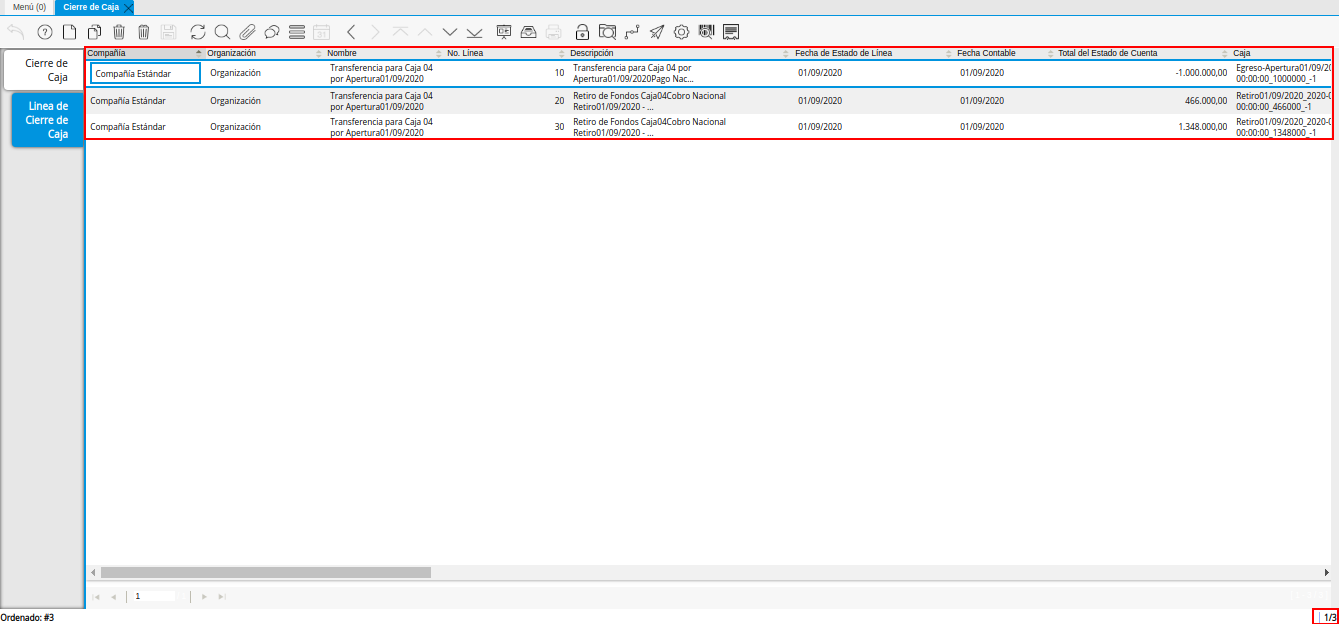 Menú (0)
Cierre de Caja
31
Cierre de
Caja
Linea de
Cierre de
Caja
Compañía Organización Nombre No. Línea Descripción Fecha de Estado de Línea Fecha Contable Total del Estado de Cuenta Caja
Compañía Estándar Organización Transferencia para Caja 04 10 Transferencia para Caja 04 por 01/09/2020 01/09/2020 -1.000.000,00 Egreso-Apertura01/09/20
por Apertura01/09/2020 Apertura01/09/2020Pago Nac... 00:00:00_1000000_-1
Compañía Estándar Organización Transferencia para Caja 04 20 Retiro de Fondos Caja04Cobro Nacional 01/09/2020 01/09/2020 466.000,00 Retiro01/09/2020_2020-0
por Apertura01/09/2020 Retiro01/09/2020 - ... 00:00:00_466000_-1
Compañía Estándar Organización Transferencia para Caja 04 30 Retiro de Fondos Caja04Cobro Nacional 01/09/2020 01/09/2020 1.348.000,00 Retiro01/09/2020_2020-0
por Apertura01/09/2020 Retiro01/09/2020 - ... 00:00:00_1348000_-1
1
Ordenado: #3
1/3